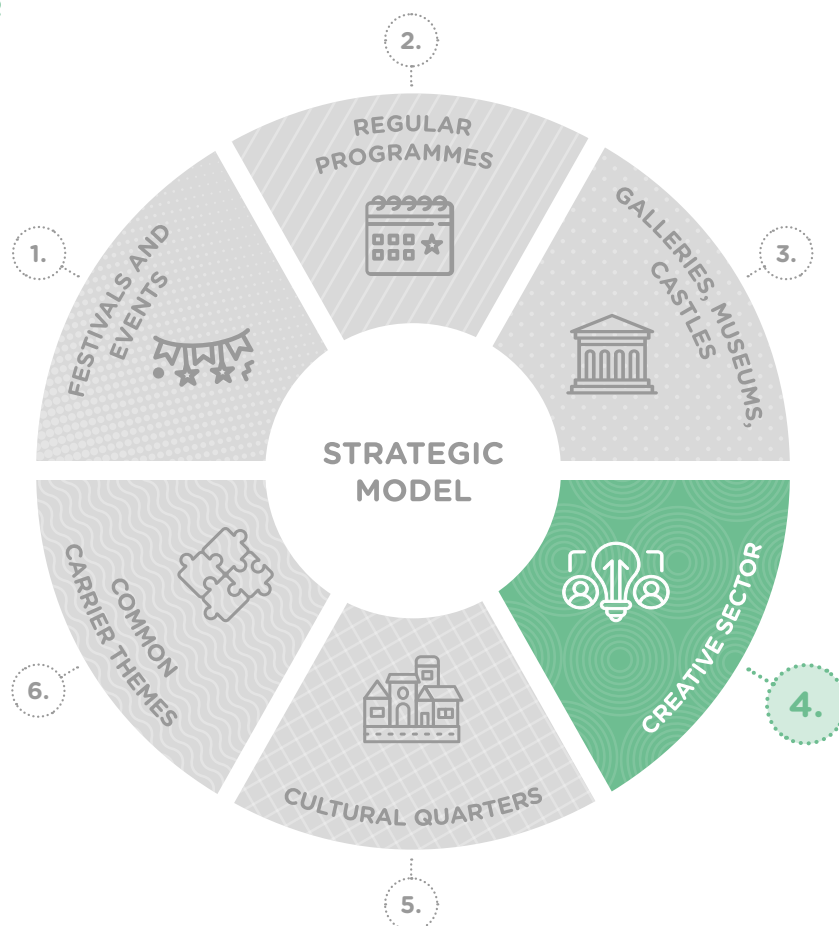 1.
FESTIVALS AND
EVENTS
2.
REGULAR
PROGRAMMES
3.
GALLERIES, MUSEUMS,
CASTLES
4.
CREATIVE SECTOR
5.
CULTURAL QUARTERS
6.
COMMON
CARRIER THEMES
STRATEGIC
MODEL